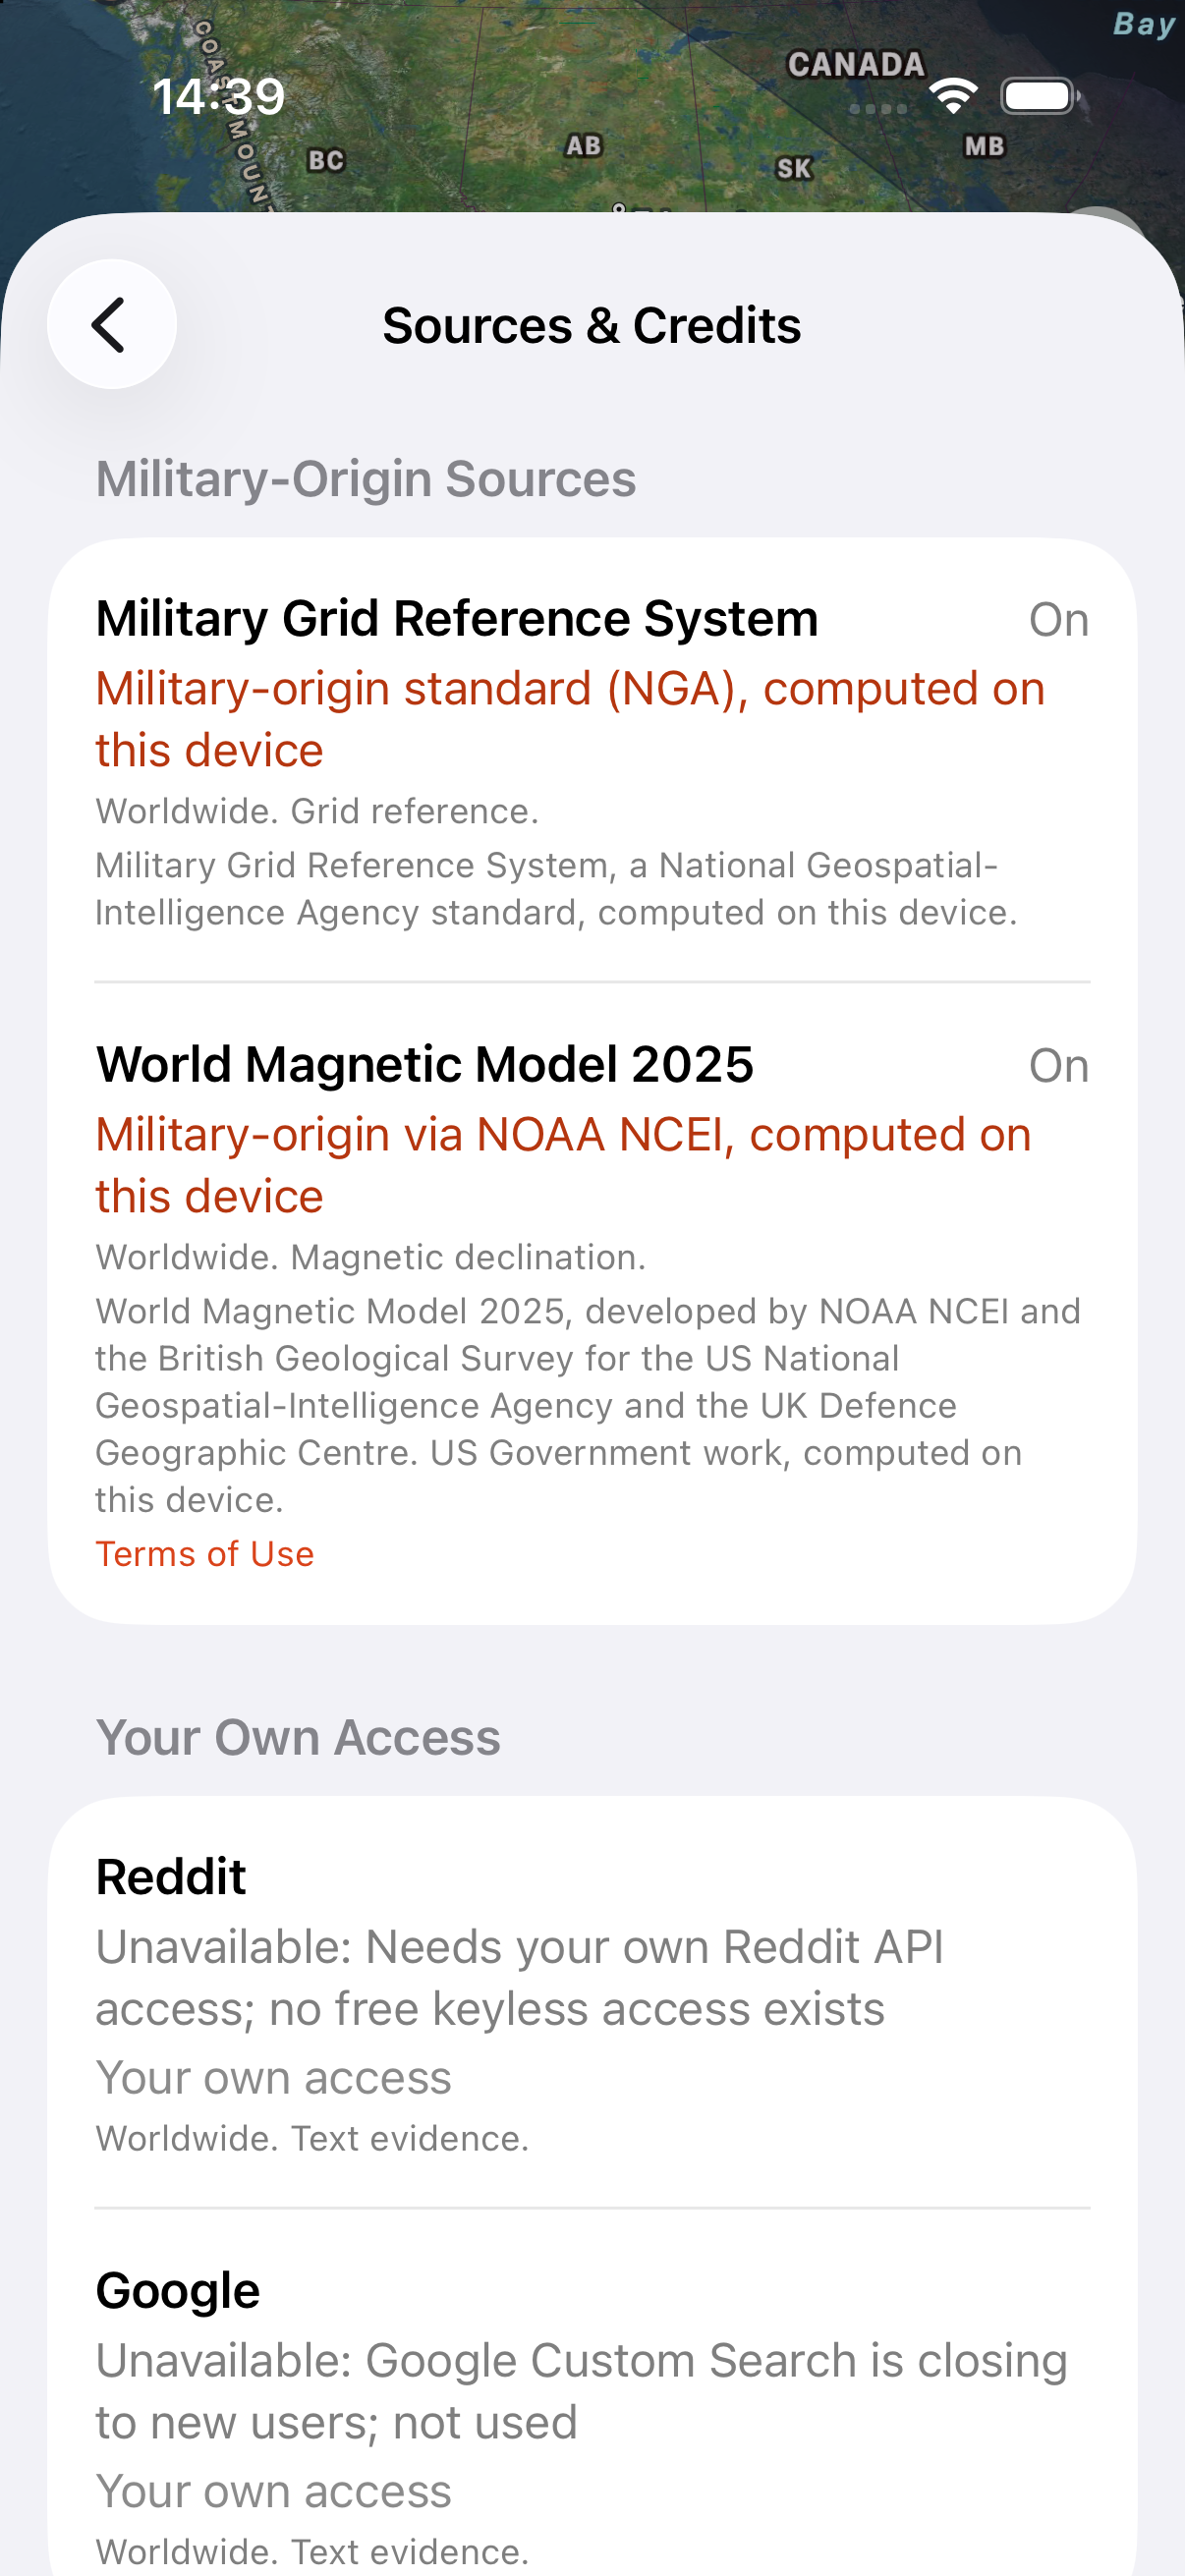 Bay
COAST MOUNT
CANADA
14:39
BC
AB
SK
MB
Sources & Credits
Military-Origin Sources
Military Grid Reference System
On
Military-origin standard (NGA), computed on
this device
Worldwide. Grid reference.
Military Grid Reference System, a National Geospatial-
Intelligence Agency standard, computed on this device.
World Magnetic Model 2025
On
Military-origin via NOAA NCEI, computed on
this device
Worldwide. Magnetic declination.
World Magnetic Model 2025, developed by NOAA NCEI and
the British Geological Survey for the US National
Geospatial-Intelligence Agency and the UK Defence
Geographic Centre. US Government work, computed on
this device.
Terms of Use
Your Own Access
Reddit
Unavailable: Needs your own Reddit API
access; no free keyless access exists
Your own access
Worldwide. Text evidence.
Google
Unavailable: Google Custom Search is closing
to new users; not used
Your own access
Worldwide. Text evidence.